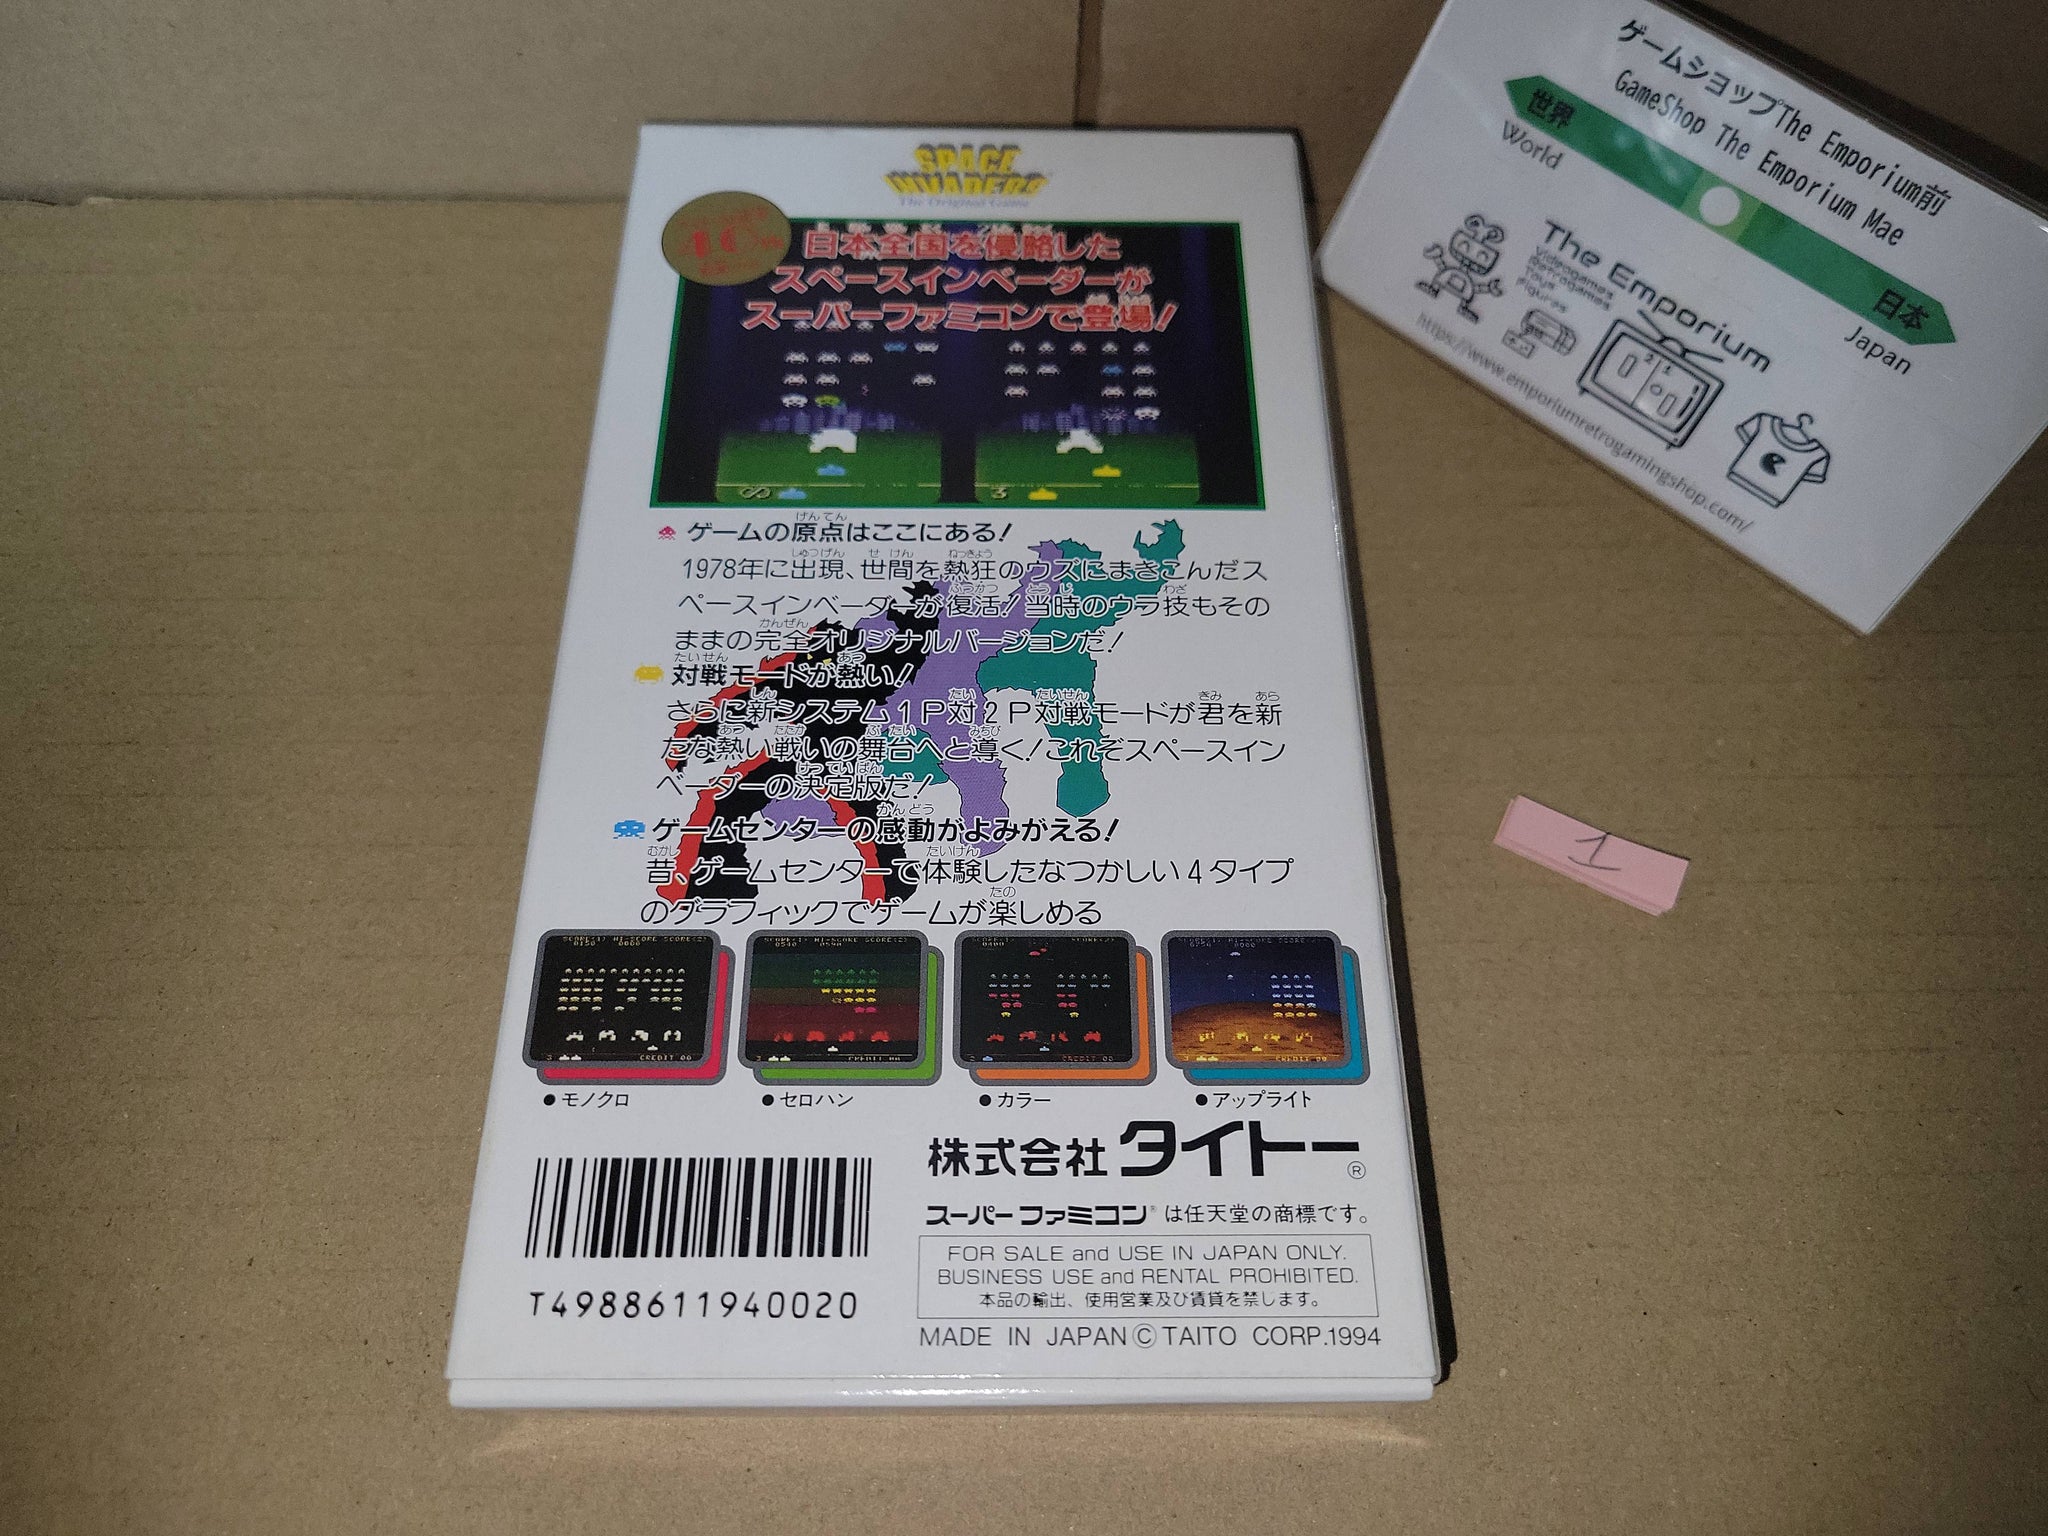 SPACE
INVADERS
The Original Game
日本全国を侵略した
スペースインベーダーが
スーパーファミコンで登場!
ゲームの原点はここにある!
1978年に出現、世間を熱狂のウズにまきこんだス
ペースインベーダーが復活!当時のウラ技もその
ままの完全オリジナルバージョンだ!
対戦モードが熱い!
さらに新システム1P対2P対戦モードが君を新
たな熱い戦いの舞台へと導く!これぞスペースイン
ベーダーの決定版だ!
ゲームセンターの感動がよみがえる!
昔、ゲームセンターで体験したなつかしい4タイプ
のグラフィックでゲームが楽しめる
●モノクロ
●セロハン
●カラー
●アップライト
株式会社タイトー®
スーパーファミコン®は任天堂の商標です。
FOR SALE and USE IN JAPAN ONLY.
BUSINESS USE and RENTAL PROHIBITED.
本品の輸出、使用営業及び賃貸を禁じます。
MADE IN JAPAN©TAITO CORP.1994
T4988611940020
ゲームショップThe Emporium前
GameShop The Emporium Mae
世界
World
日本
Japan
The Emporium
Videogames
Retrogames
Toys
Figures
https://www.emporiumretrogamingshop.com/
1